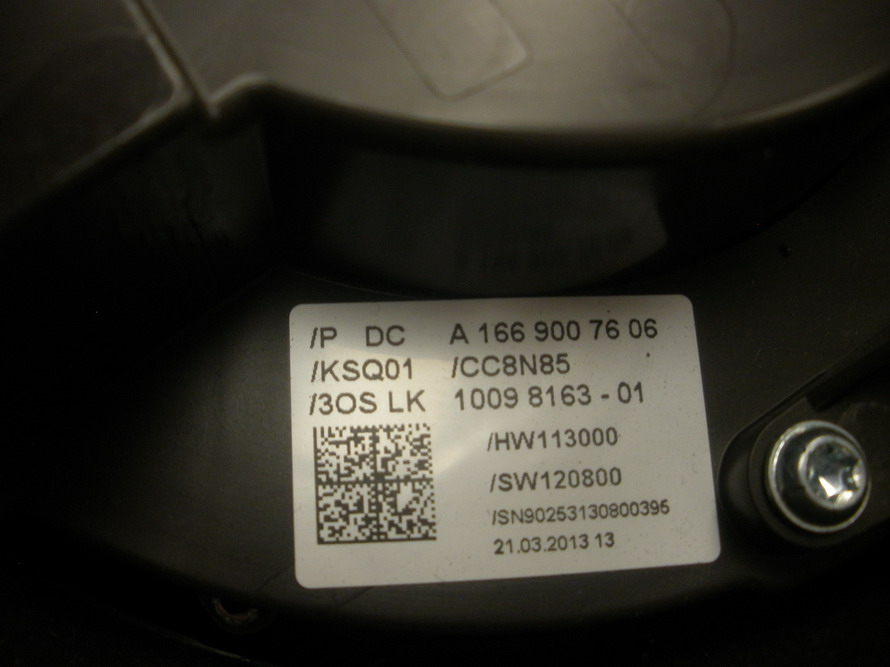 /P DC A 166 900 76 06
/KSQ01 /CC8N85
/3OS LK 1009 8163 - 01
/HW113000
/SW120800
/SN90253130800395
21.03.2013 13